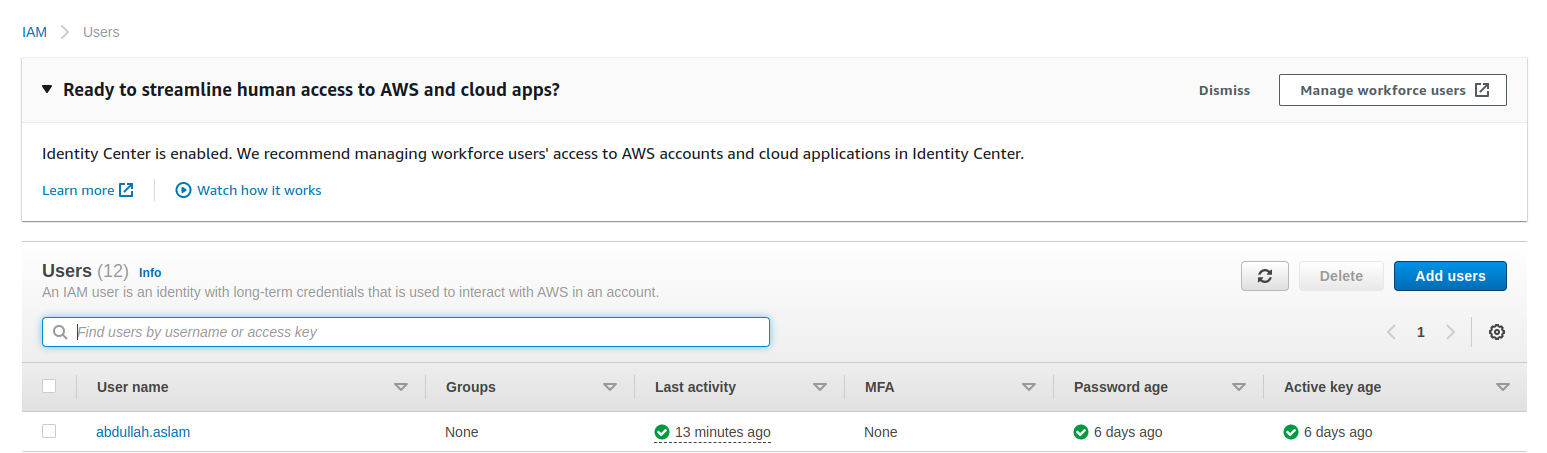 IAM > Users
Ready to streamline human access to AWS and cloud apps? Dismiss Manage workforce users
Identity Center is enabled. We recommend managing workforce users' access to AWS accounts and cloud applications in Identity Center.
Learn more Watch how it works
Users (12) Info Delete Add users
An IAM user is an identity with long-term credentials that is used to interact with AWS in an account.
Find users by username or access key 1
User name Groups Last activity MFA Password age Active key age
abdullah.aslam None 13 minutes ago None 6 days ago 6 days ago